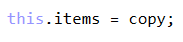 this.items = copy;